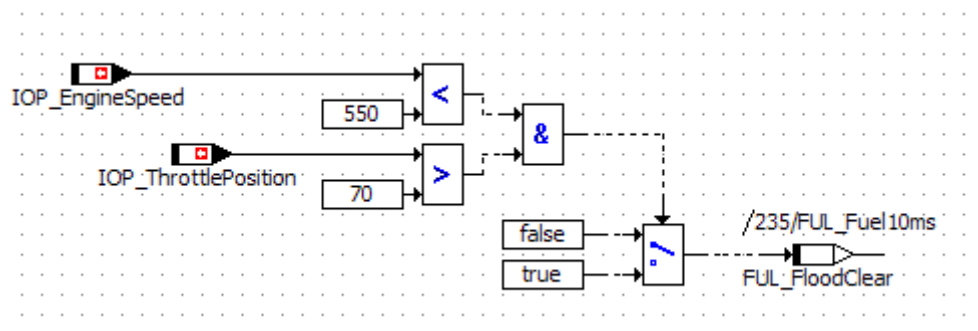 IOP_EngineSpeed
<
550
&
IOP_ThrottlePosition
>
70
/235/FUL_Fuel10ms
false
true
FUL_FloodClear